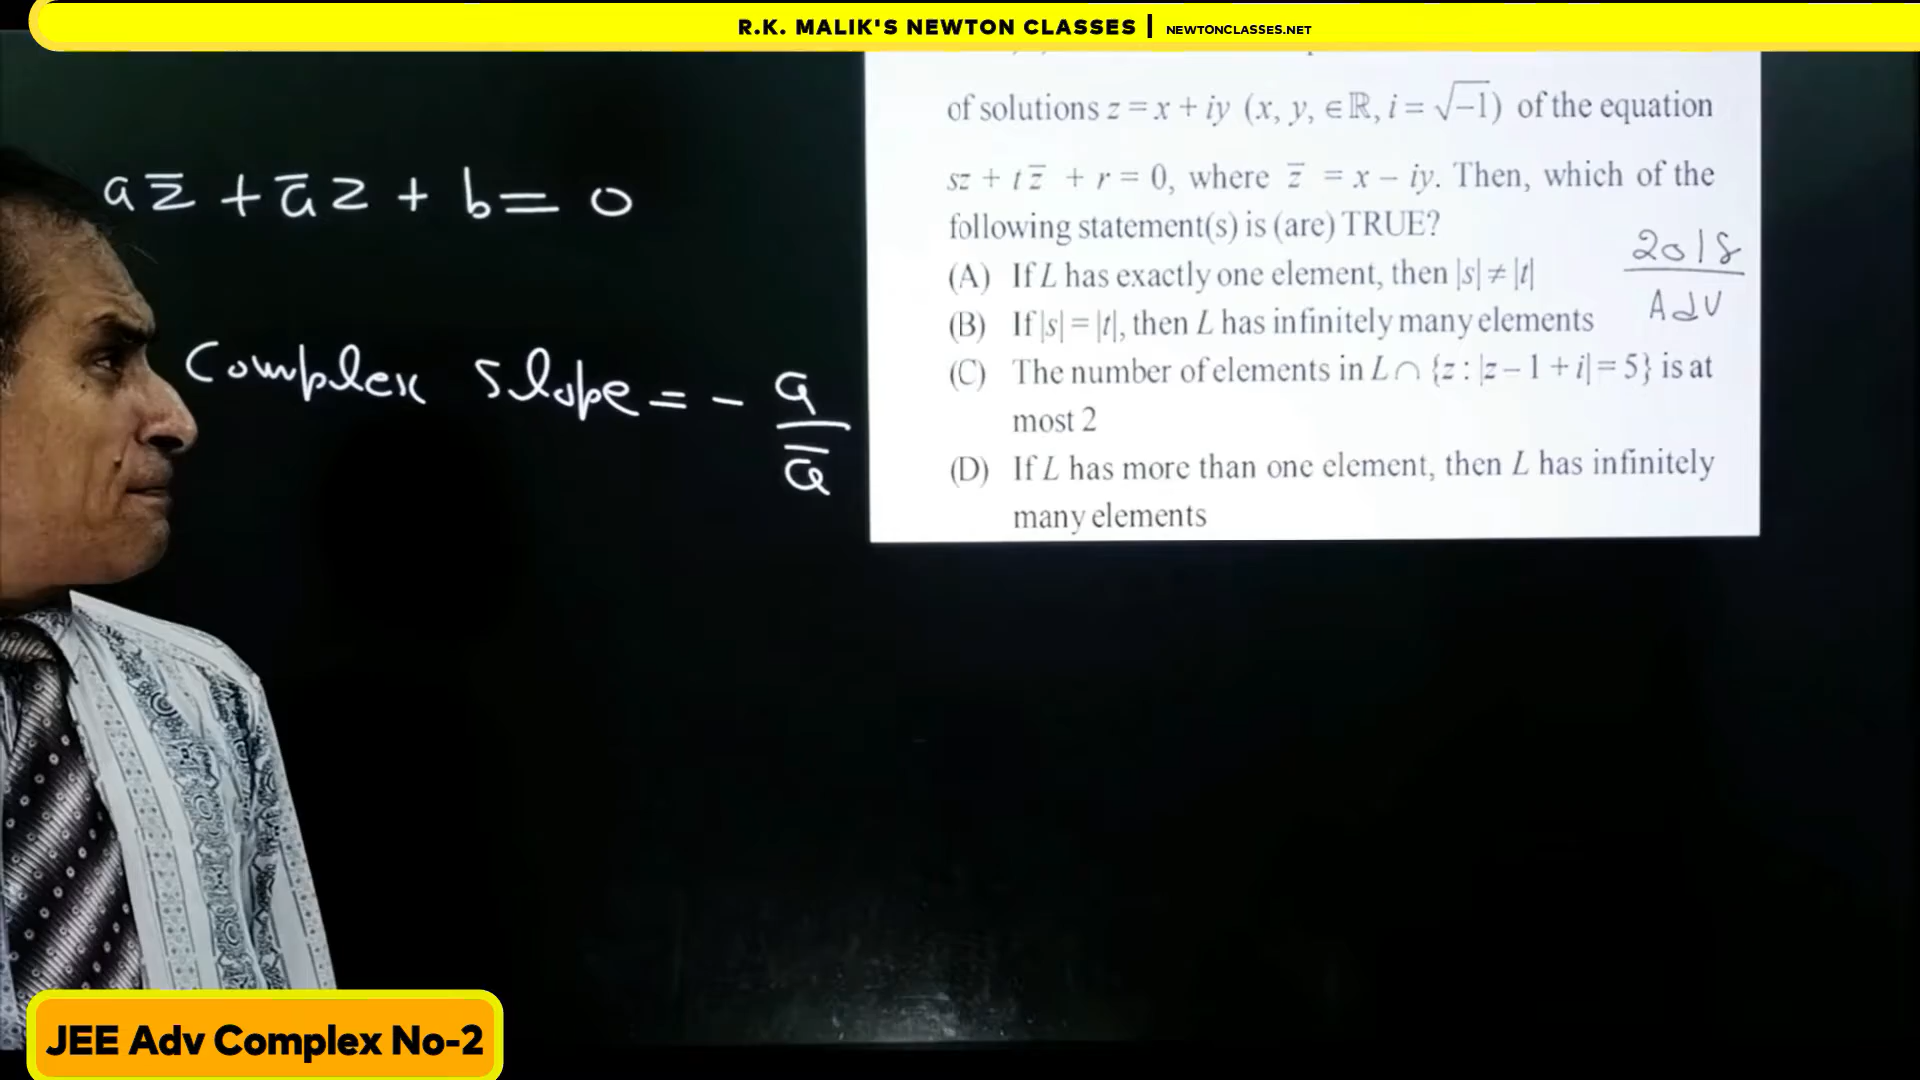 R.K. MALIK'S NEWTON CLASSES | NEWTONCLASSES.NET
az̄ + āz + b = 0
Complex Slope = - a/ā
of solutions z = x + iy (x, y, ∈ ℝ, i = √-1) of the equation
sz + t z̄ + r = 0, where z̄ = x − iy. Then, which of the
following statement(s) is (are) TRUE?
2018
Adv
(A) If L has exactly one element, then |s| ≠ |t|
(B) If |s| = |t|, then L has infinitely many elements
(C) The number of elements in L ∩ {z : |z − 1 + i| = 5} is at
most 2
(D) If L has more than one element, then L has infinitely
many elements
JEE Adv Complex No-2